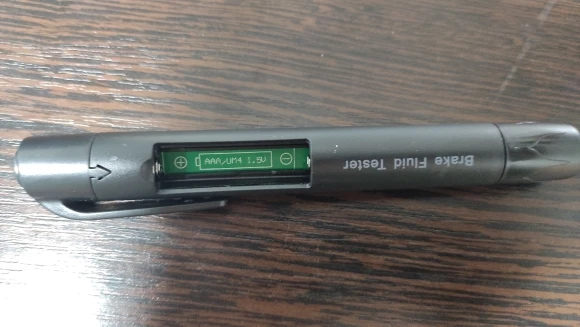 ⊕ AAA/UM4 1.5V ⊖
Brake Fluid Tester